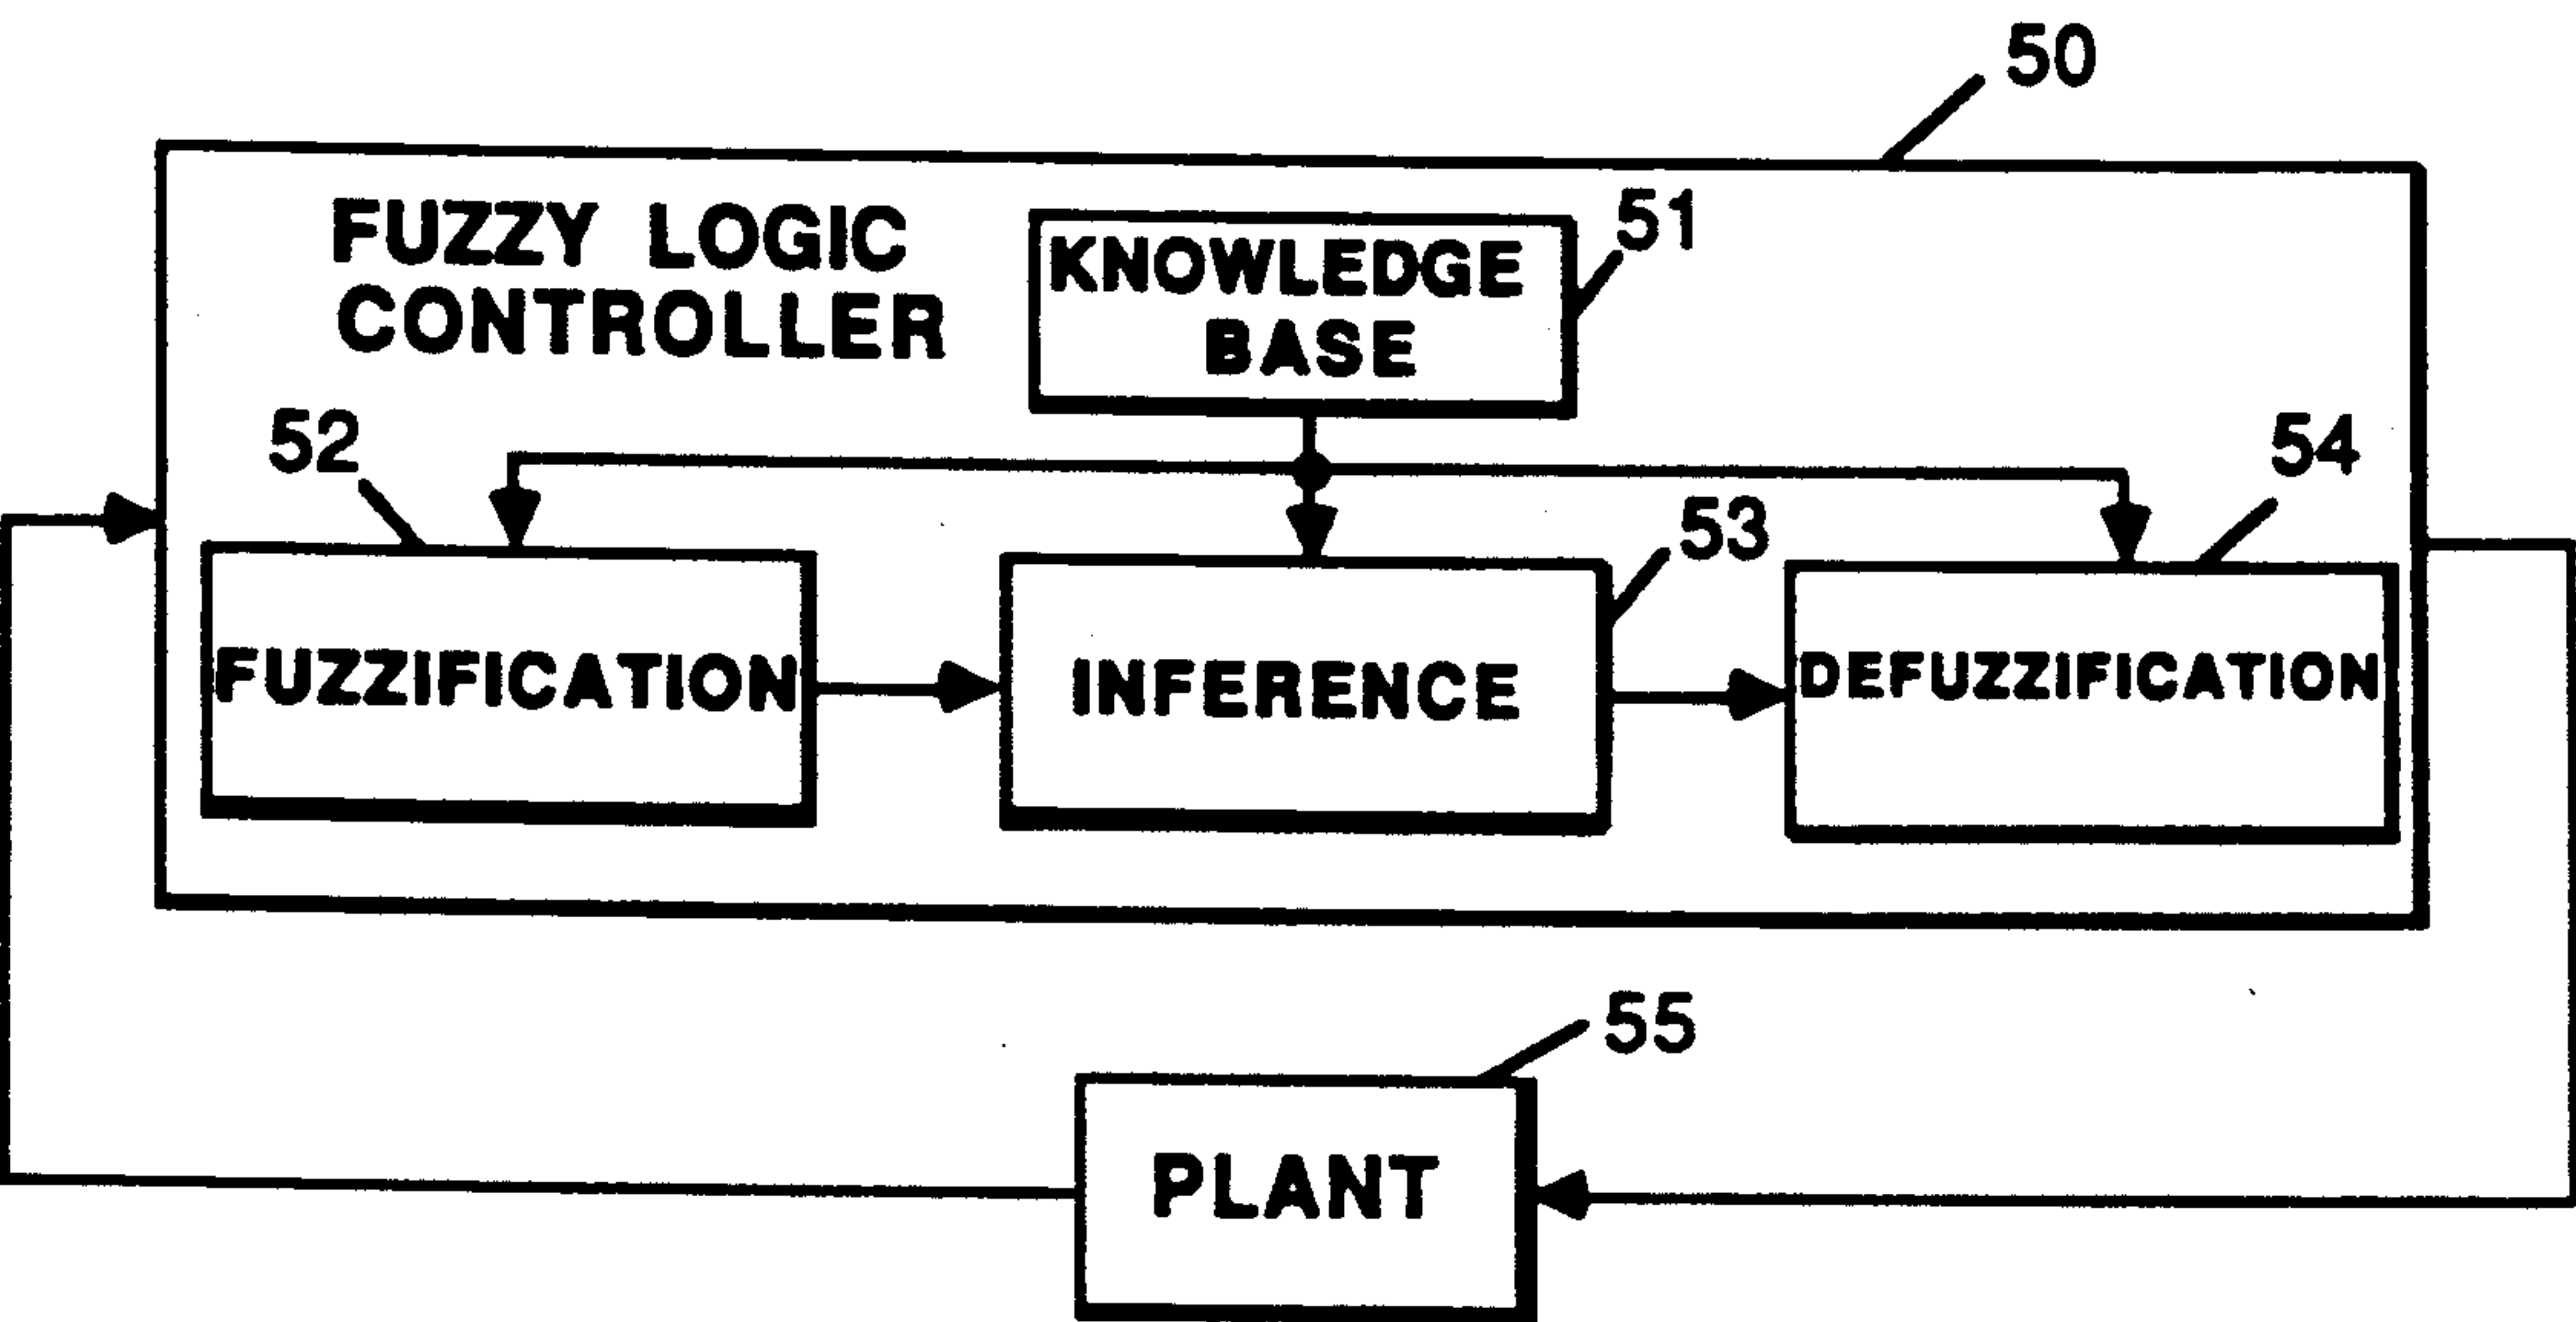 50
FUZZY LOGIC
CONTROLLER
KNOWLEDGE
BASE
51
52
54
53
FUZZIFICATION
INFERENCE
DEFUZZIFICATION
55
PLANT